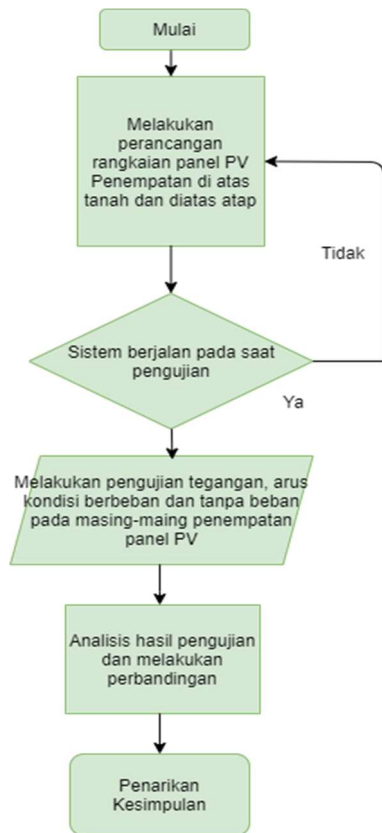 Mulai
Melakukan
perancangan
rangkaian panel PV
Penempatan di atas
tanah dan diatas atap
Tidak
Sistem berjalan pada saat
pengujian
Ya
Melakukan pengujian tegangan, arus
kondisi berbeban dan tanpa beban
pada masing-maing penempatan
panel PV
Analisis hasil pengujian
dan melakukan
perbandingan
Penarikan
Kesimpulan